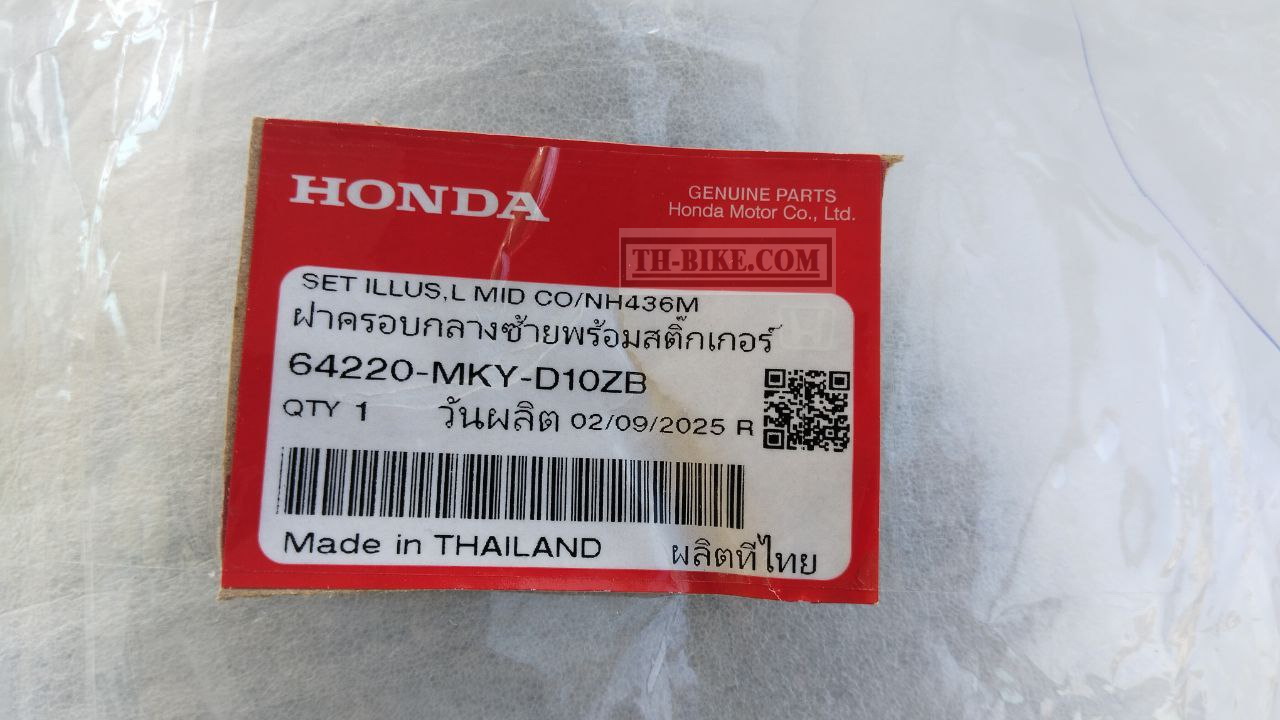 HONDA
GENUINE PARTS
Honda Motor Co., Ltd.
TH-BIKE.COM
SET ILLUS,L MID CO/NH436M
ฝาครอบกลางซ้ายพร้อมสติ๊กเกอร์
64220-MKY-D10ZB
QTY 1 วันผลิต 02/09/2025 R
Made in THAILAND ผลิตที่ไทย